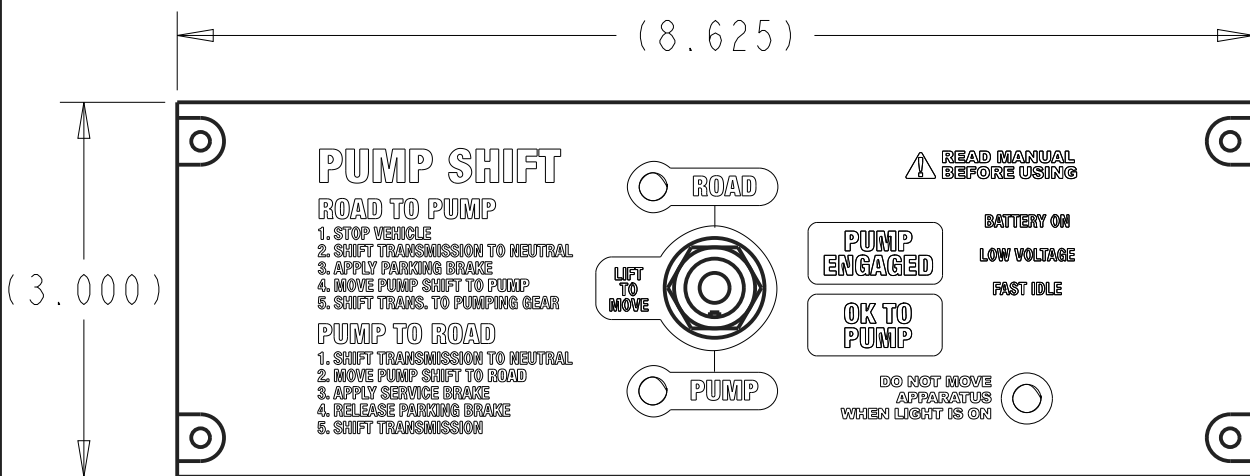 (8.625)
(3.000)
PUMP SHIFT
ROAD TO PUMP
1. STOP VEHICLE
2. SHIFT TRANSMISSION TO NEUTRAL
3. APPLY PARKING BRAKE
4. MOVE PUMP SHIFT TO PUMP
5. SHIFT TRANS. TO PUMPING GEAR
PUMP TO ROAD
1. SHIFT TRANSMISSION TO NEUTRAL
2. MOVE PUMP SHIFT TO ROAD
3. APPLY SERVICE BRAKE
4. RELEASE PARKING BRAKE
5. SHIFT TRANSMISSION
ROAD
LIFT
TO
MOVE
PUMP
PUMP
ENGAGED
OK TO
PUMP
READ MANUAL
BEFORE USING
BATTERY ON
LOW VOLTAGE
FAST IDLE
DO NOT MOVE
APPARATUS
WHEN LIGHT IS ON